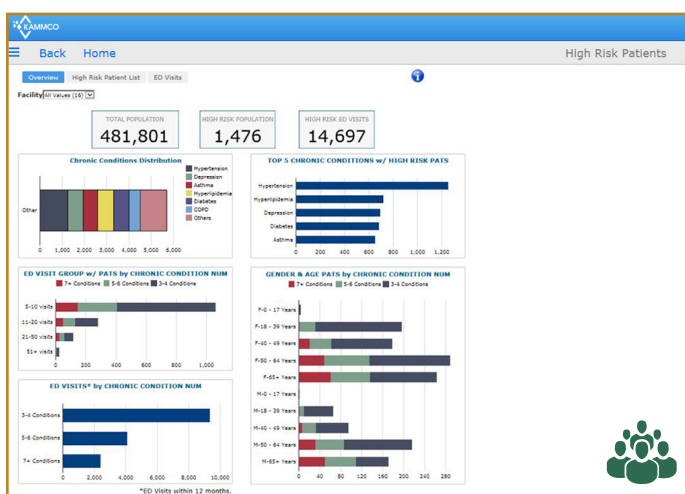 KAMMCO
Back Home High Risk Patients
Overview High Risk Patient List ED Visits
Facility All Values (16)
TOTAL POPULATION
481,801
HIGH RISK POPULATION
1,476
HIGH RISK ED VISITS
14,697
Chronic Conditions Distribution
Hypertension
Depression
Asthma
Hyperlipidemia
Diabetes
COPD
Others
Other
0 1,000 2,000 3,000 4,000 5,000 6,000
TOP 5 CHRONIC CONDITIONS w/ HIGH RISK PATS
Hypertension
Hyperlipidemia
Depression
Diabetes
Asthma
0 200 400 600 800 1,000 1,200
ED VISIT GROUP w/ PATS by CHRONIC CONDITION NUM
7+ Conditions 5-6 Conditions 3-4 Conditions
5-10 visits
11-20 visits
21-50 visits
51+ visits
0 200 400 600 800 1,000
GENDER & AGE PATS by CHRONIC CONDITION NUM
7+ Conditions 5-6 Conditions 3-4 Conditions
F-0 - 17 Years
F-18 - 39 Years
F-40 - 49 Years
F-50 - 64 Years
F-65+ Years
M-0 - 17 Years
M-18 - 39 Years
M-40 - 49 Years
M-50 - 64 Years
M-65+ Years
0 40 80 120 160 200 240 280
ED VISITS* by CHRONIC CONDITION NUM
3-4 Conditions
5-6 Conditions
7+ Conditions
0 2,000 4,000 6,000 8,000 10,000
*ED Visits within 12 months.